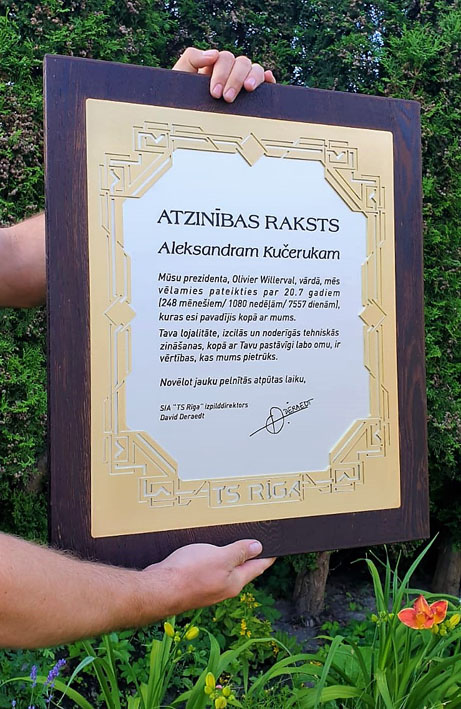 ATZINĪBAS RAKSTS
Aleksandram Kučerukam
Mūsu prezidenta, Olivier Willerval, vārdā, mēs
vēlamies pateikties par 20,7 gadiem
(248 mēnešiem/ 1080 nedēļām/ 7557 dienām),
kuras esi pavadījis kopā ar mums.
Tava lojalitāte, izcilās un noderīgās tehniskās
zināšanas, kopā ar Tavu pastāvīgi labo omu, ir
vērtības, kas mums pietrūks.
Novēlot jauku pelnītās atpūtas laiku,
SIA "TS Rīga" izpilddirektors
David Deraedt
DERAEDT
TS RĪGA